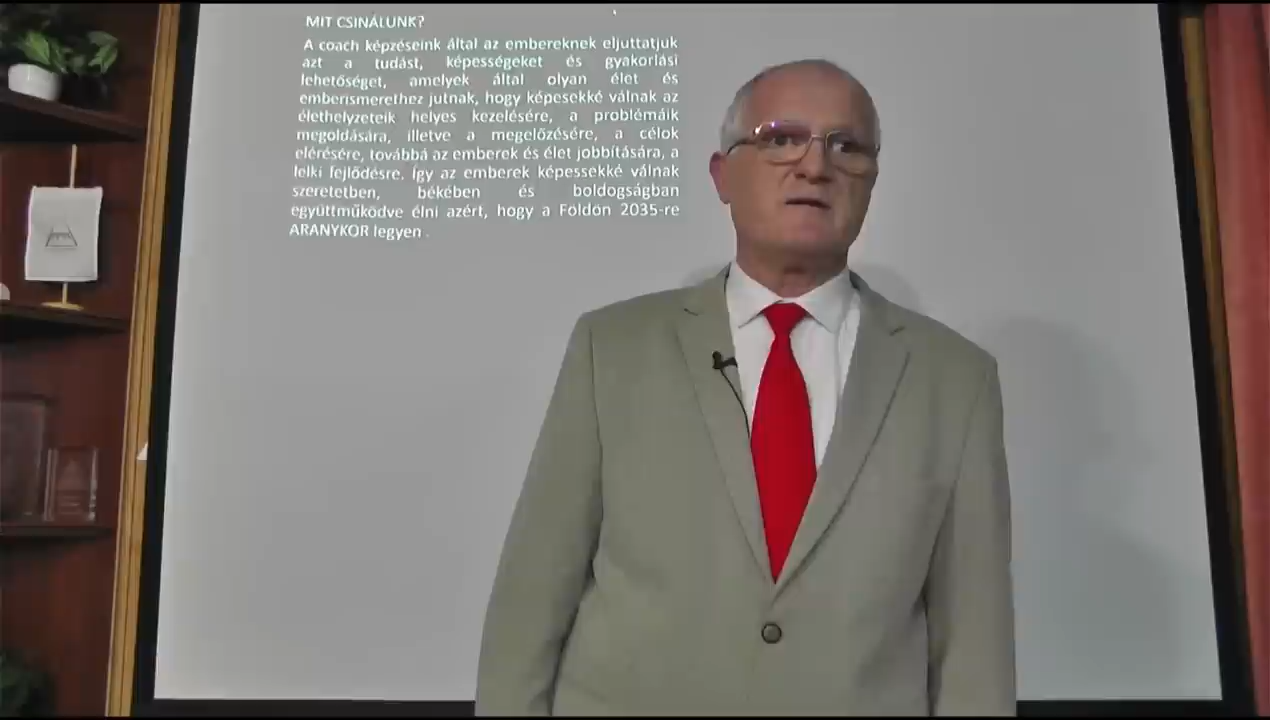 MIT CSINÁLUNK?
A coach képzéseink által az embereknek eljuttatjuk
azt a tudást, képességeket és gyakorlási
lehetőséget, amelyek által olyan élet és
emberismerethez jutnak, hogy képesekké válnak az
élethelyzeteik helyes kezelésére, a problémáik
megoldására, illetve a megelőzésére, a célok
elérésére, továbbá az emberek és élet jobbítására, a
lelki fejlődésre. Így az emberek képessekké válnak
szeretetben, békében és boldogságban
együttműködve élni azért, hogy a Földön 2035-re
ARANYKOR legyen .